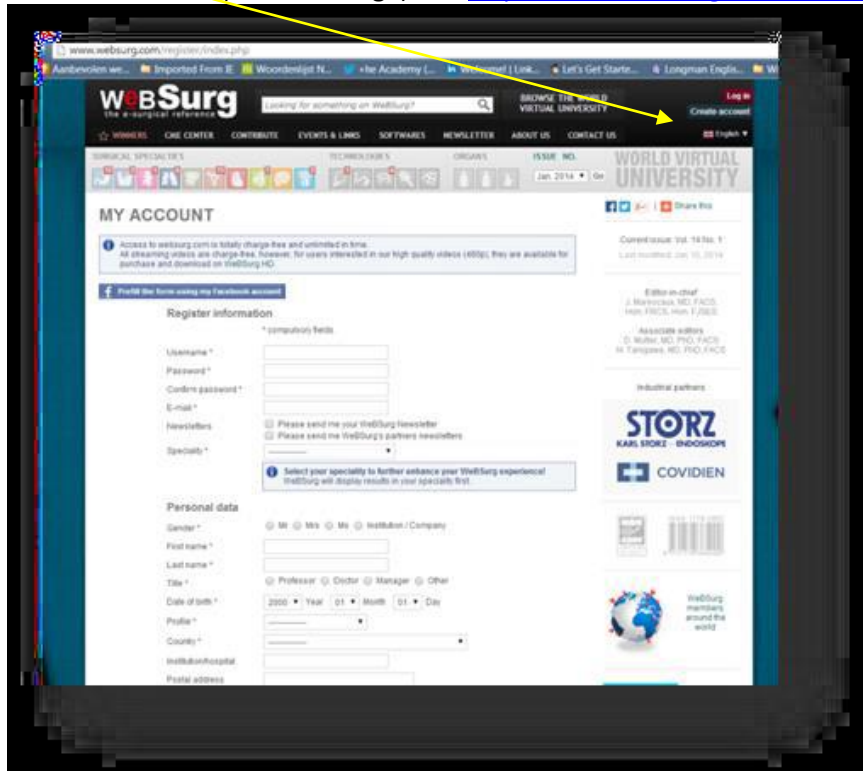 www.websurg.com/register/index.php
Aanbevolen we... Imported From IE Woordenlijst N... the Academy (... Welcome! | Link... Let's Get Starte... Longman Englis...
WeBSurg
the e-surgical reference
Looking for something on WeBSurg?
BROWSE THE WORLD
VIRTUAL UNIVERSITY
Log in
Create account
WINNERS CME CENTER CONTRIBUTE EVENTS & LINKS SOFTWARES NEWSLETTER ABOUT US CONTACT US English
SURGICAL SPECIALTIES TECHNOLOGIES ORGANS ISSUE NO.
Jan. 2014 Go
WORLD VIRTUAL
UNIVERSITY
MY ACCOUNT
Share this
Access to websurg.com is totally charge-free and unlimited in time.
All streaming videos are charge-free, however, for users interested in our high quality videos (480p), they are available for
purchase and download on WeBSurg HD.
Current issue: Vol. 14 No. 1
Last modified: Jan 10, 2014
Prefill the form using my Facebook account
Register information
* compulsory fields
Username *
Password *
Confirm password *
E-mail *
Newsletters
Please send me your WeBSurg Newsletter
Please send me WeBSurg's partners newsletters
Speciality *
Select your speciality to further enhance your WeBSurg experience!
WeBSurg will display results in your specialty first.
Personal data
Gender * Mr Mrs Ms Institution / Company
First name *
Last name *
Title * Professor Doctor Manager Other
Date of birth * 2000 Year 01 Month 01 Day
Profile *
Country *
Institution/hospital
Postal address
Editor-in-chief
J. Marescaux, MD, FACS,
Hon. FRCS, Hon. FJSES
Associate editors
D. Mutter, MD, PhD, FACS
Industrial partners
STORZ
KARL STORZ - ENDOSKOPE
COVIDIEN
WeBSurg
members
around the
world